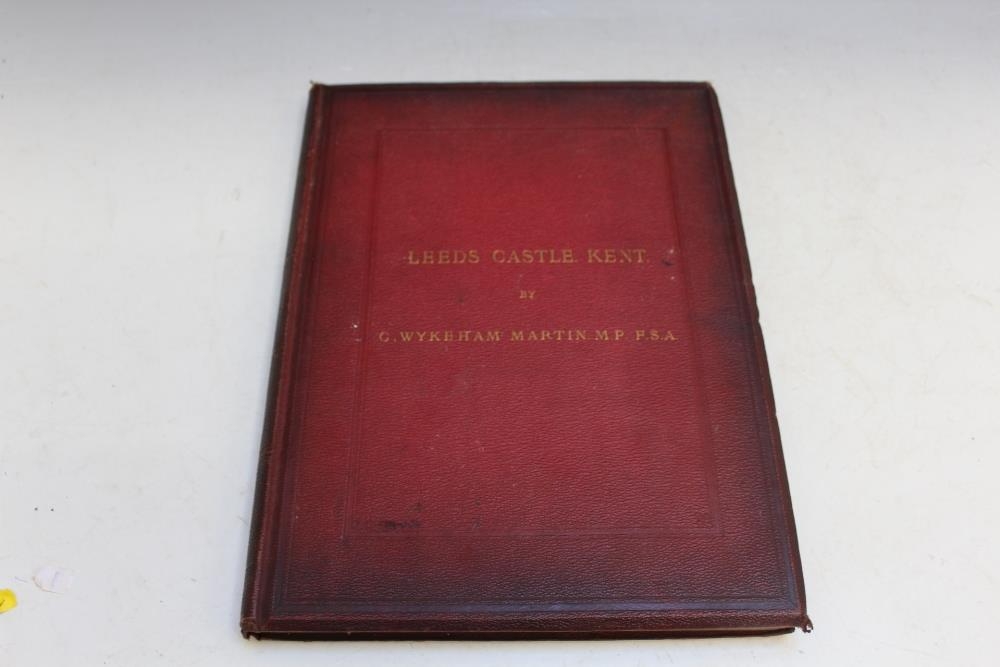 LEEDS CASTLE. KENT.
BY
C. WYKEHAM MARTIN. M.P. F.S.A.